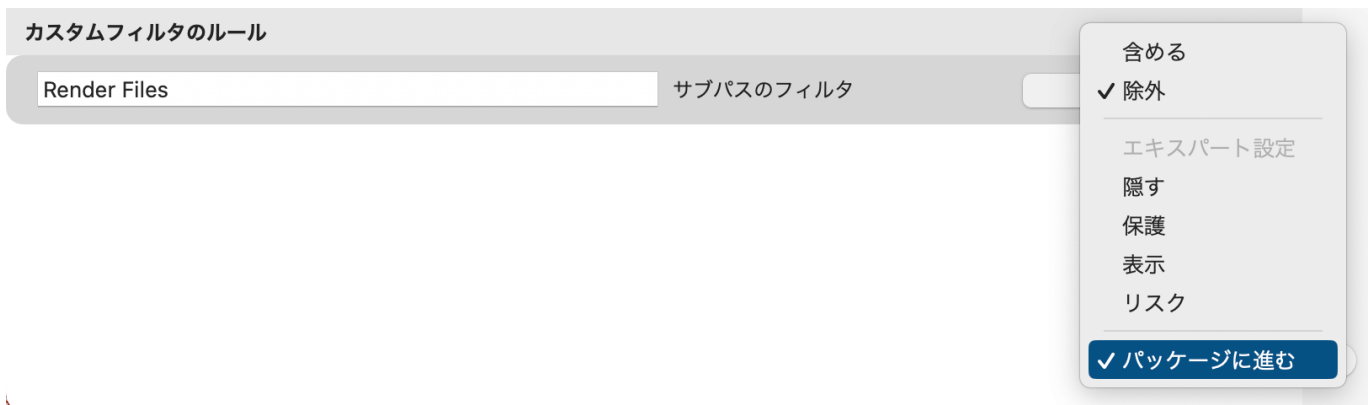 カスタムフィルタのルール
Render Files サブパスのフィルタ
含める
✓ 除外
エキスパート設定
隠す
保護
表示
リスク
✓ パッケージに進む